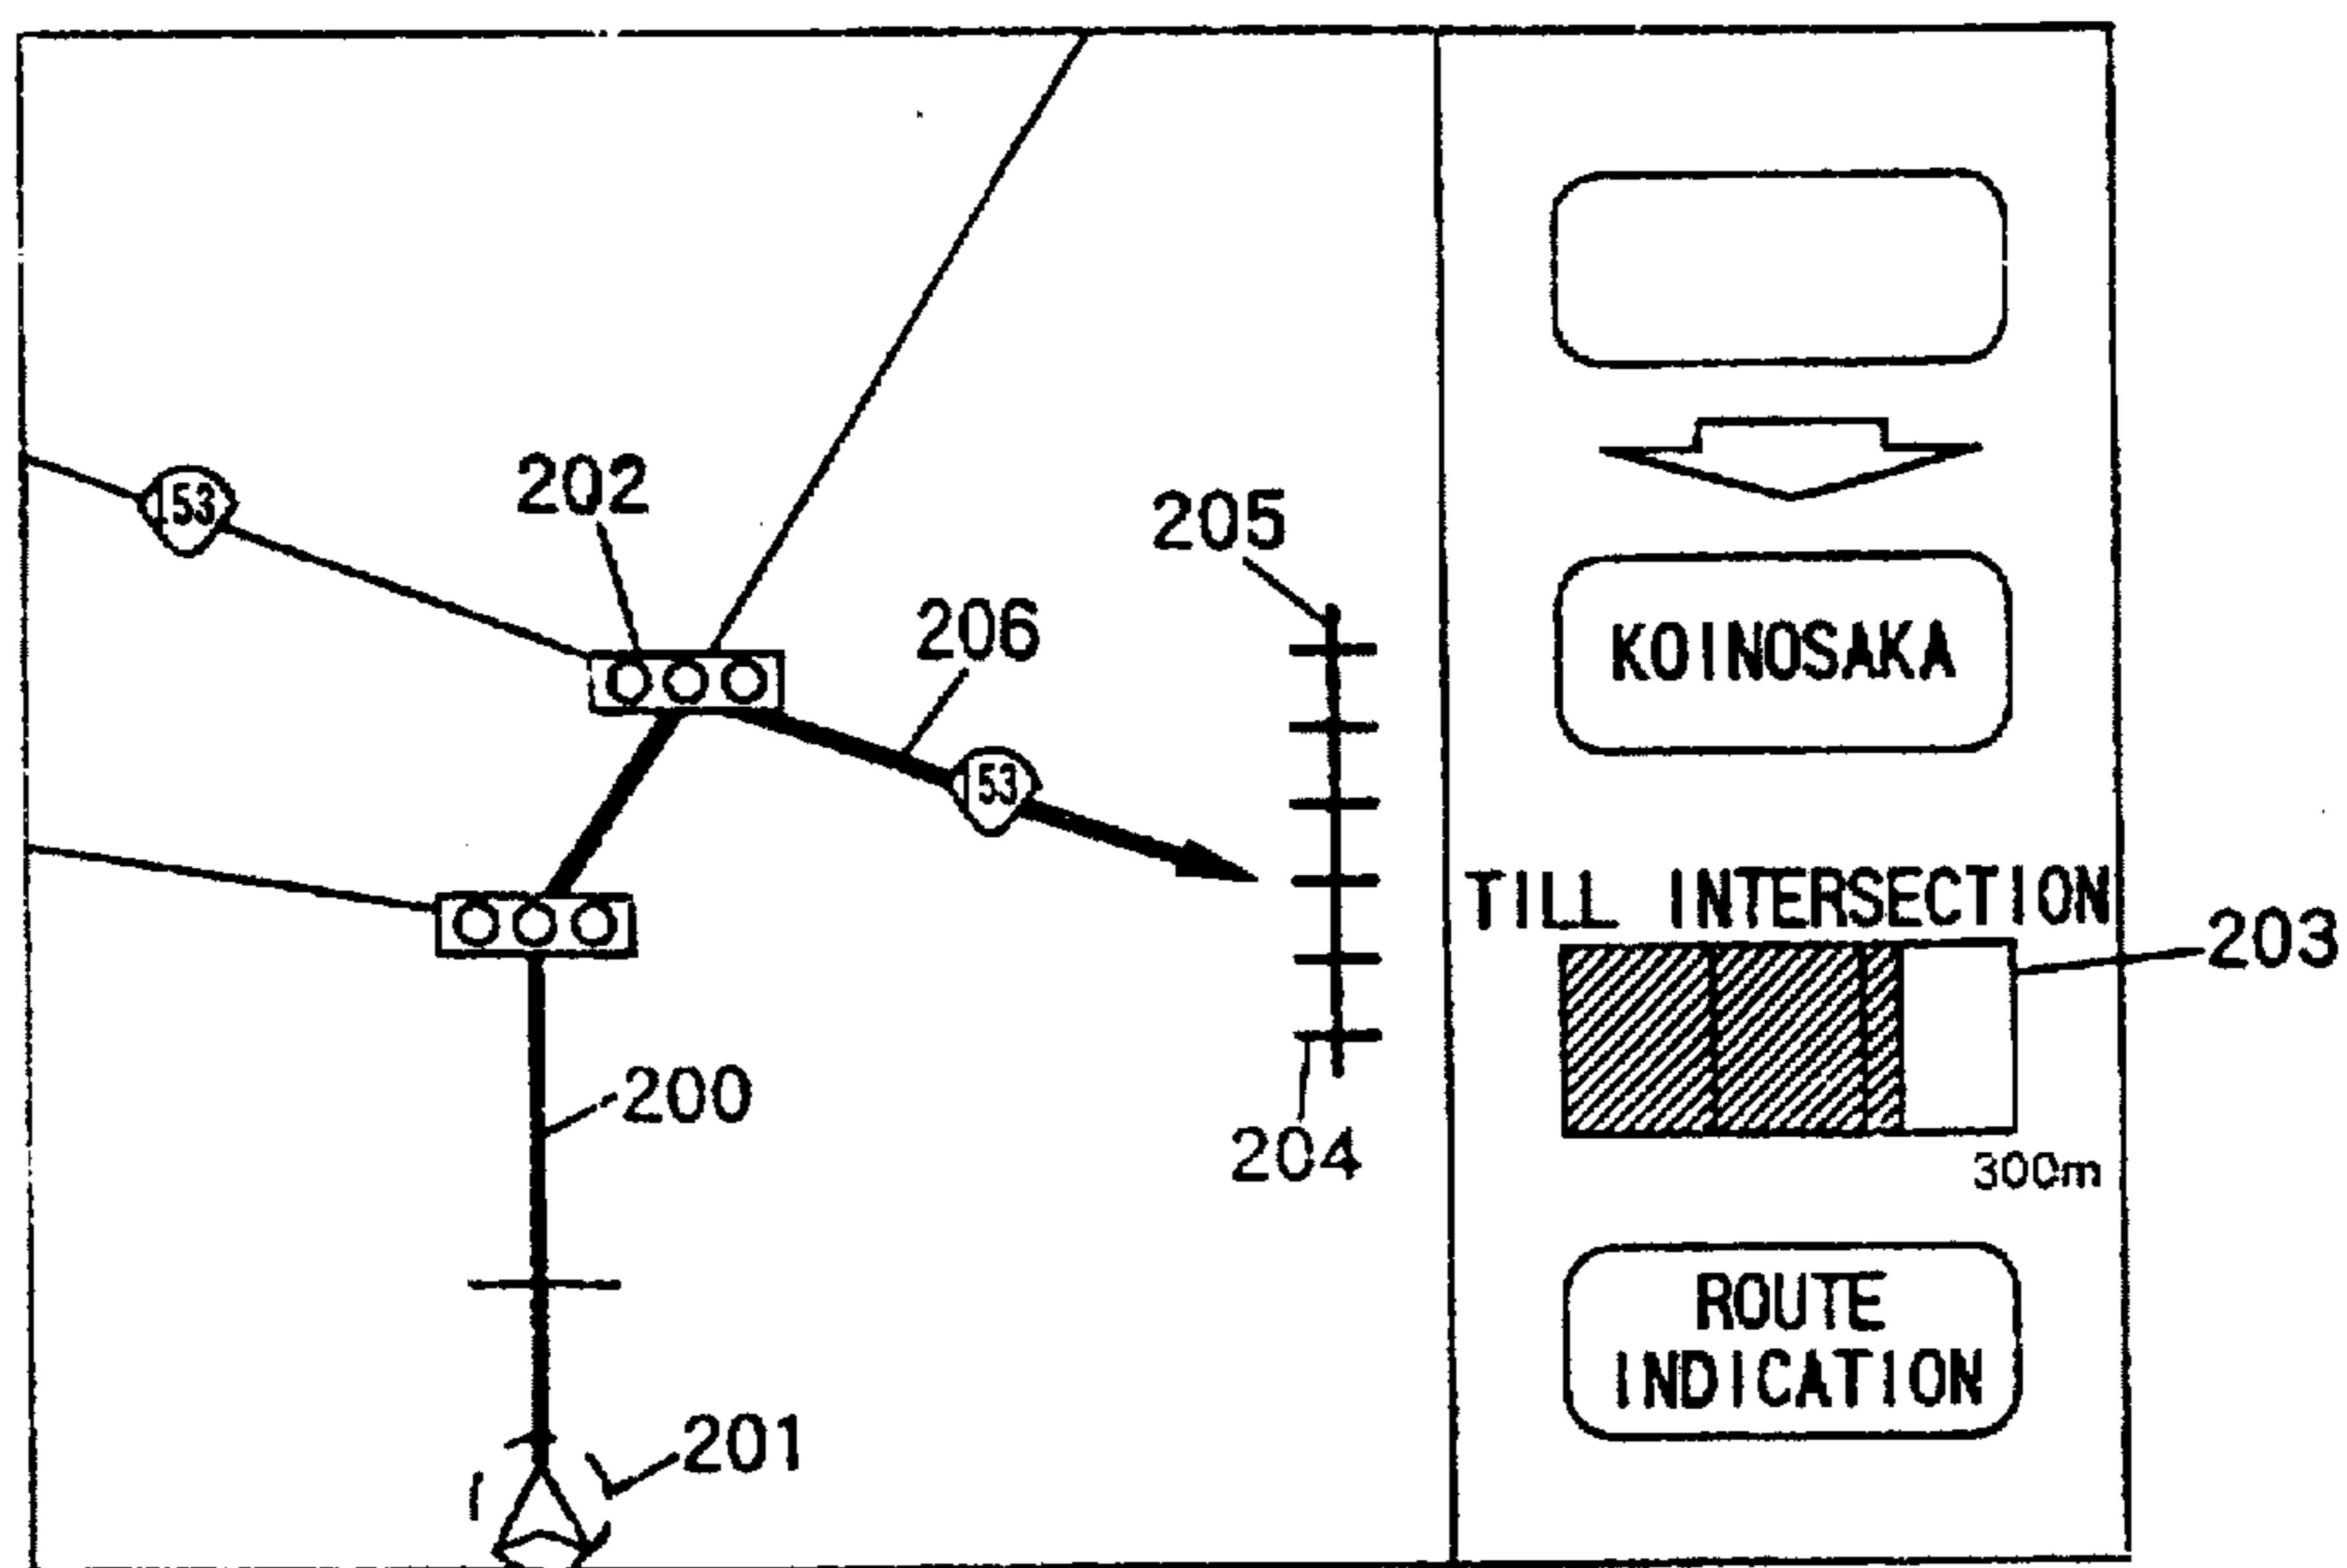 202
153
205
206
KOINOSAKA
153
TILL INTERSECTION
203
200
204
300m
ROUTE
INDICATION
201